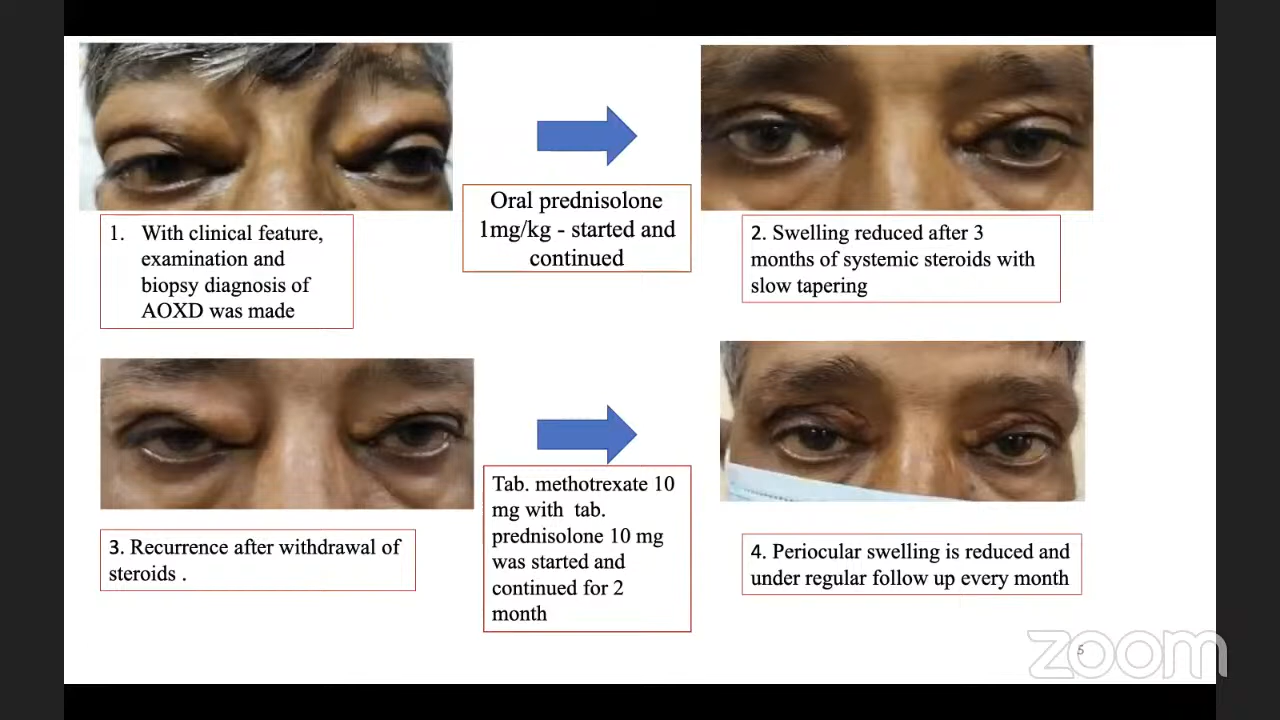 Oral prednisolone
1mg/kg - started and
continued
1. With clinical feature,
examination and
biopsy diagnosis of
AOXD was made
2. Swelling reduced after 3
months of systemic steroids with
slow tapering
Tab. methotrexate 10
mg with tab.
prednisolone 10 mg
was started and
continued for 2
month
3. Recurrence after withdrawal of
steroids .
4. Periocular swelling is reduced and
under regular follow up every month
5
zoom